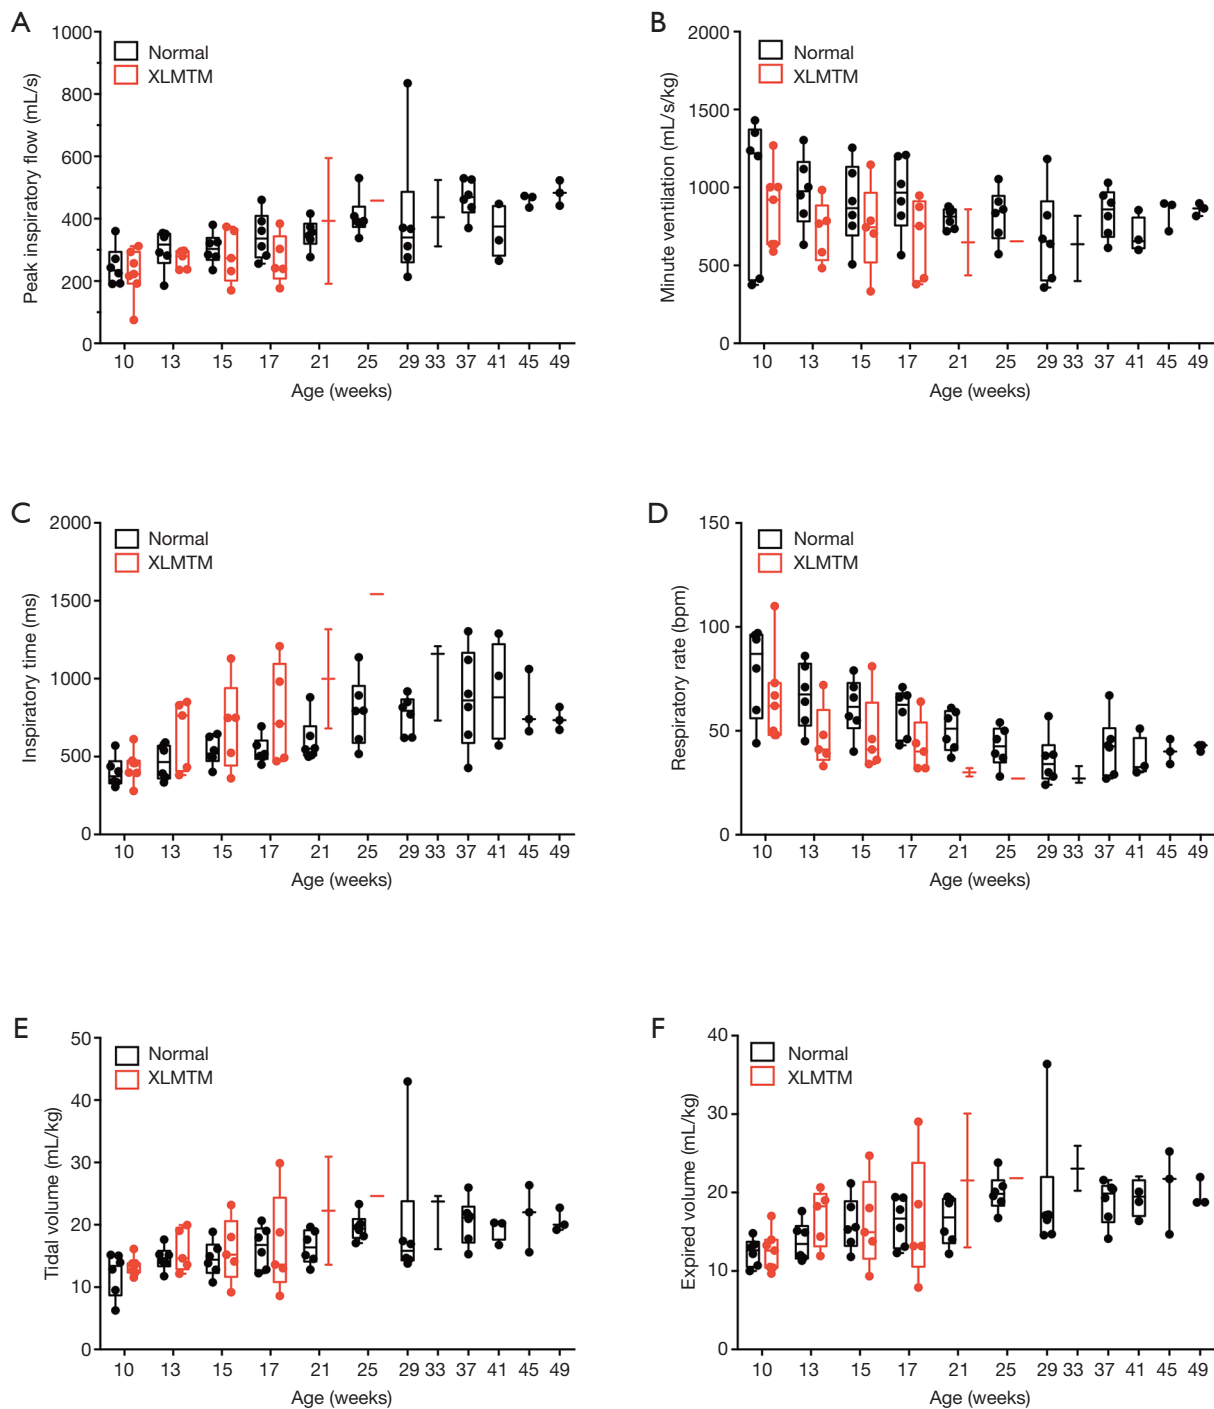 A
Peak inspiratory flow (mL/s)
1000
800
600
400
200
0
Normal
XLMTM
10 13 15 17 21 25 29 33 37 41 45 49
Age (weeks)
B
Minute ventilation (mL/s/kg)
2000
1500
1000
500
0
Normal
XLMTM
10 13 15 17 21 25 29 33 37 41 45 49
Age (weeks)
C
Inspiratory time (ms)
2000
1500
1000
500
0
Normal
XLMTM
10 13 15 17 21 25 29 33 37 41 45 49
Age (weeks)
D
Respiratory rate (bpm)
150
100
50
0
Normal
XLMTM
10 13 15 17 21 25 29 33 37 41 45 49
Age (weeks)
E
Tidal volume (mL/kg)
50
40
30
20
10
0
Normal
XLMTM
10 13 15 17 21 25 29 33 37 41 45 49
Age (weeks)
F
Expired volume (mL/kg)
40
30
20
10
0
Normal
XLMTM
10 13 15 17 21 25 29 33 37 41 45 49
Age (weeks)